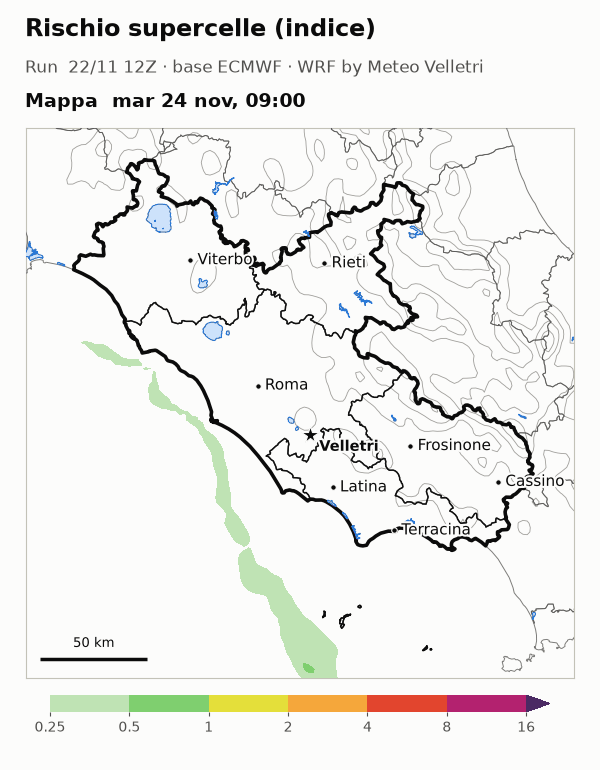 Rischio supercelle (indice)
Run  22/11 12Z · base ECMWF · WRF by Meteo Velletri
Mappa  mar 24 nov, 09:00
Viterbo
Rieti
Roma
Velletri
Frosinone
Latina
Cassino
Terracina
50 km
0.25 0.5 1 2 4 8 16